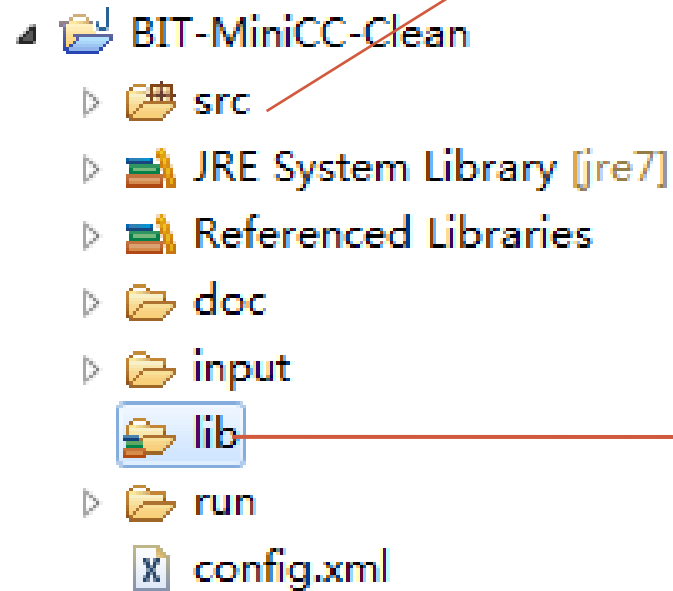 BIT-MiniCC-Clean
src
JRE System Library [jre7]
Referenced Libraries
doc
input
lib
run
config.xml